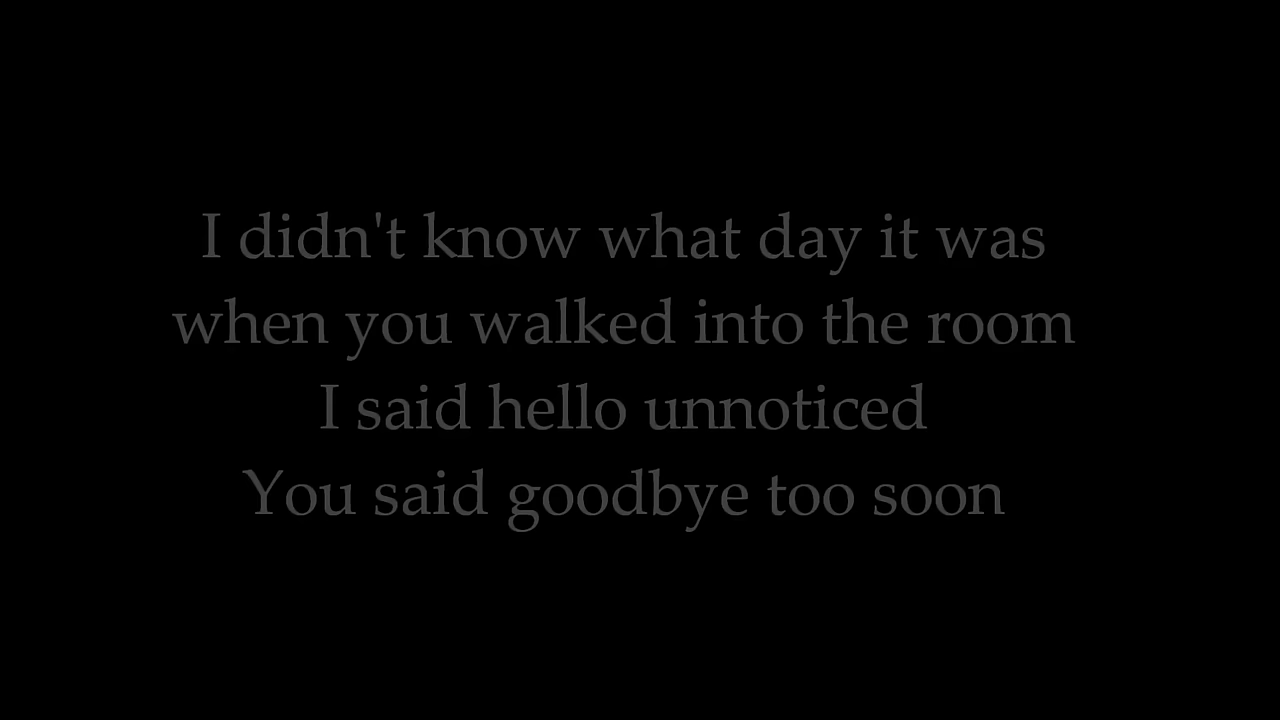 I didn't know what day it was
when you walked into the room
I said hello unnoticed
You said goodbye too soon